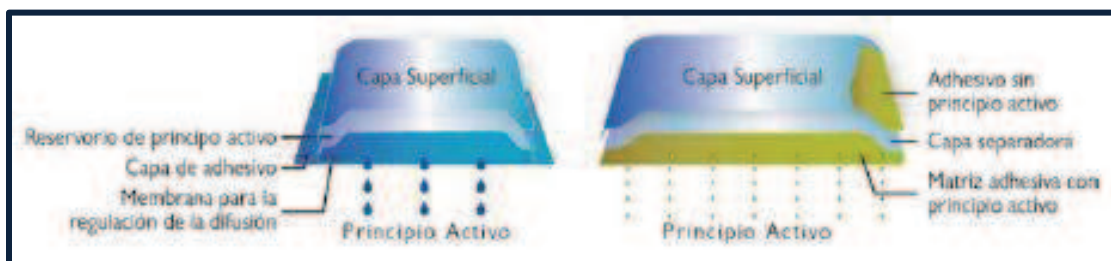 Capa Superficial
Reservorio de principo activo
Capa de adhesivo
Membrana para la
regulación de la difusión
Principio Activo
Capa Superficial
Adhesivo sin
principio activo
Capa separadora
Matriz adhesiva con
principio activo
Principio Activo